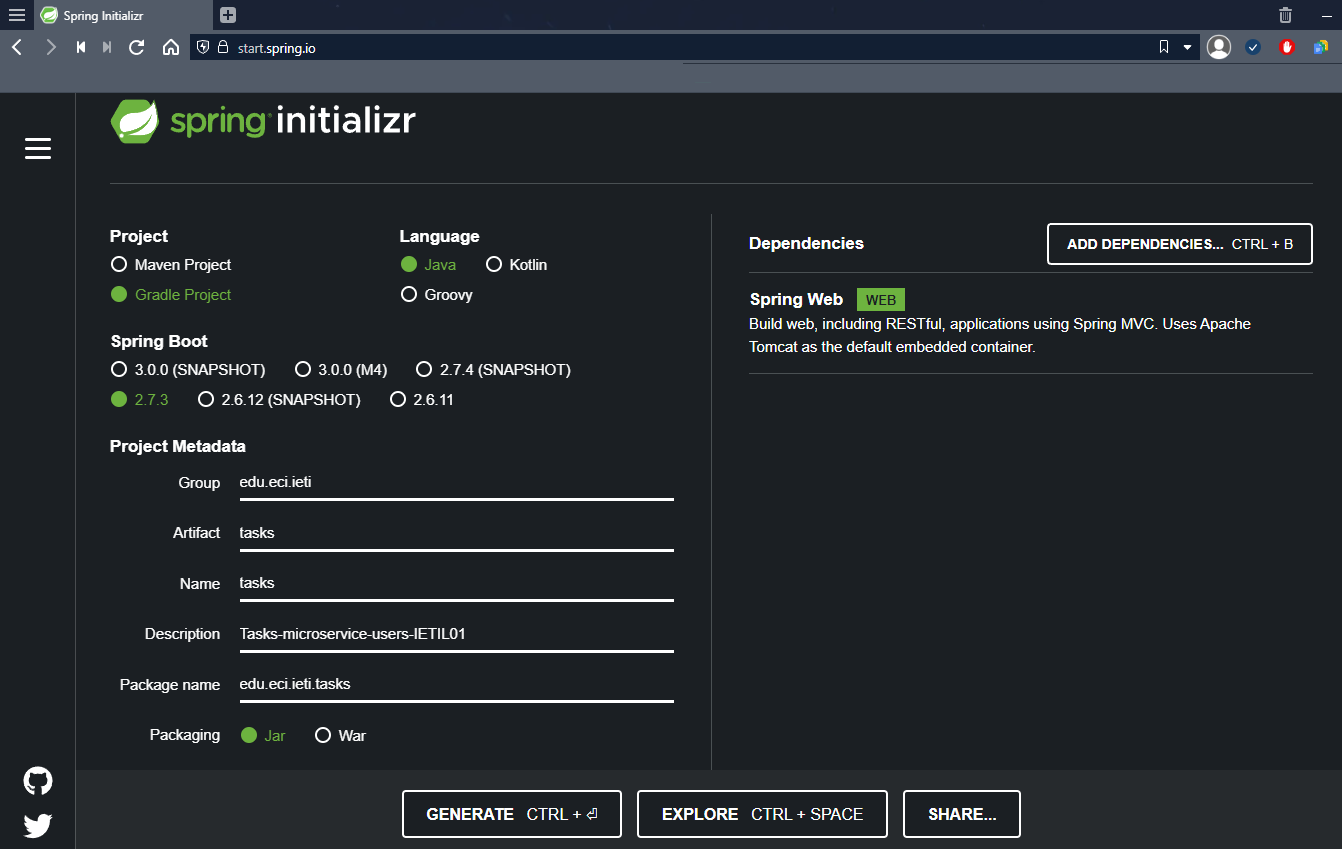 Spring Initializr
start.spring.io
spring initializr
Project
Maven Project
Gradle Project
Language
Java Kotlin
Groovy
Spring Boot
3.0.0 (SNAPSHOT) 3.0.0 (M4) 2.7.4 (SNAPSHOT)
2.7.3 2.6.12 (SNAPSHOT) 2.6.11
Project Metadata
Group edu.eci.ieti
Artifact tasks
Name tasks
Description Tasks-microservice-users-IETIL01
Package name edu.eci.ieti.tasks
Packaging Jar War
Dependencies
ADD DEPENDENCIES... CTRL + B
Spring Web WEB
Build web, including RESTful, applications using Spring MVC. Uses Apache
Tomcat as the default embedded container.
GENERATE CTRL + ⏎
EXPLORE CTRL + SPACE
SHARE...